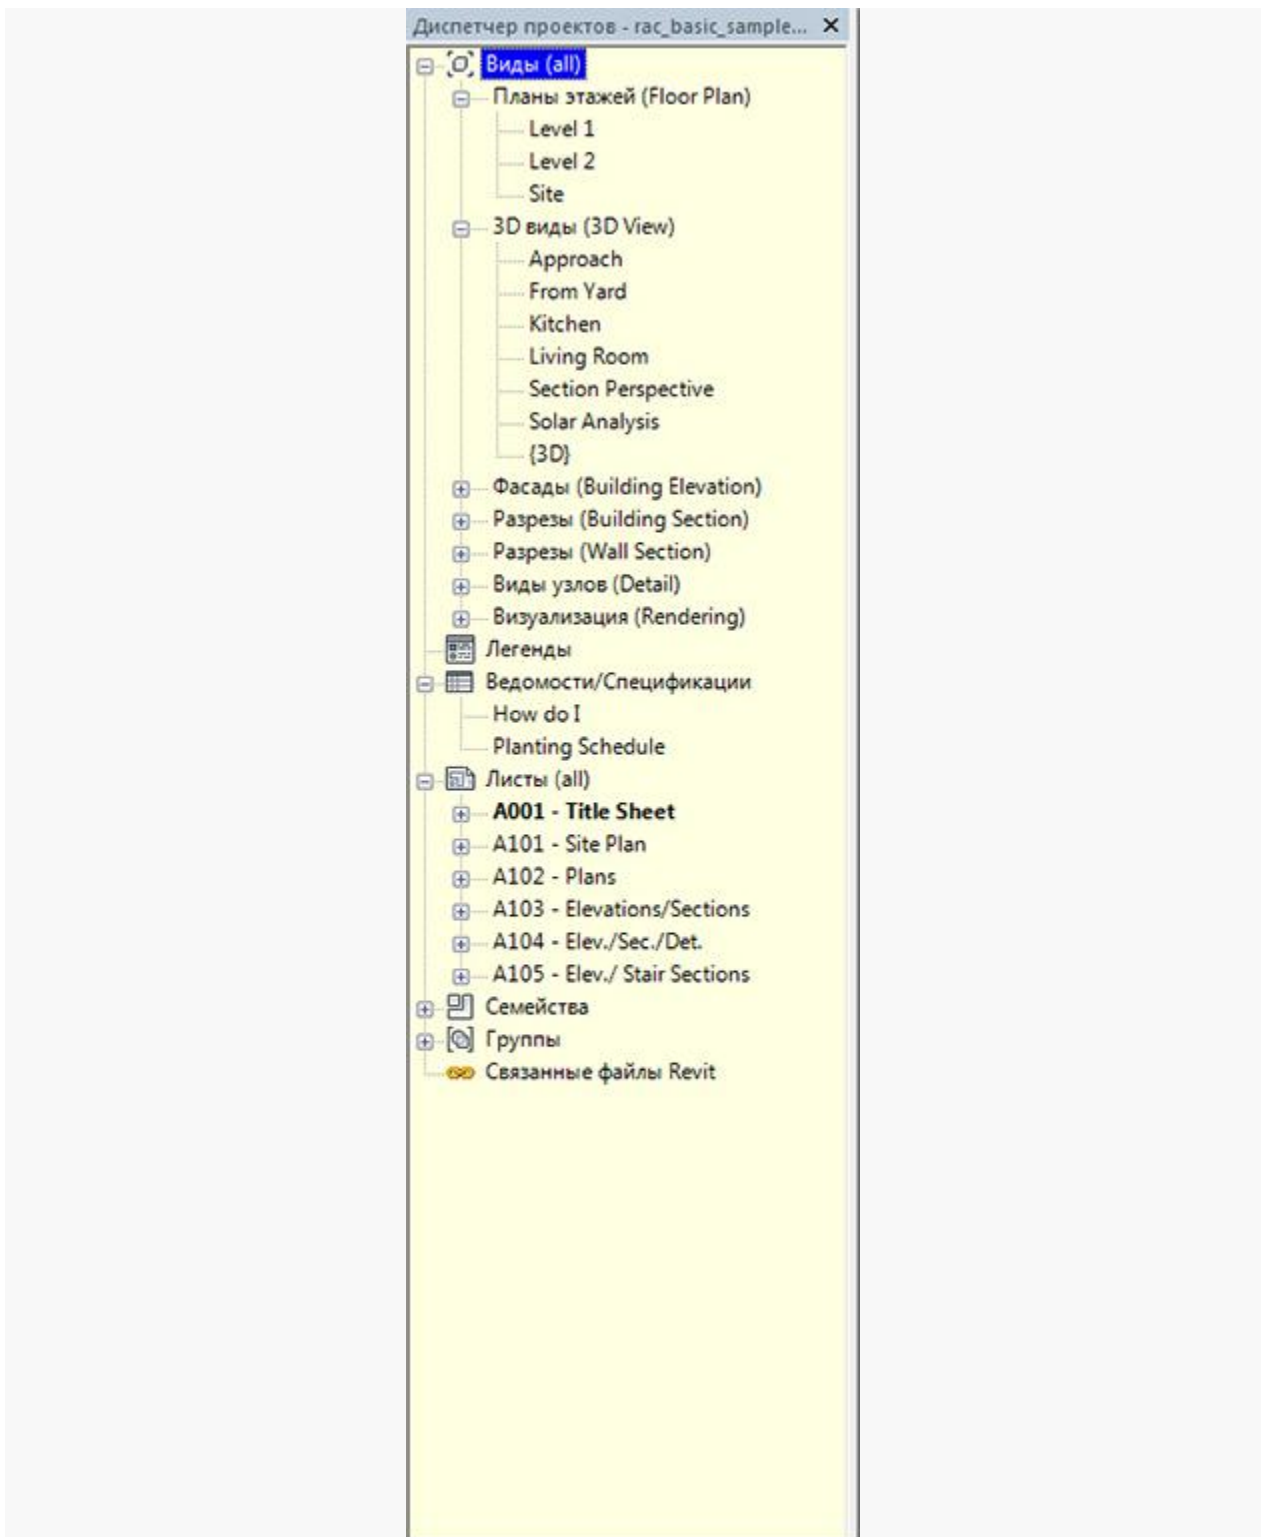 Диспетчер проектов - rac_basic_sample...
Виды (all)
Планы этажей (Floor Plan)
Level 1
Level 2
Site
3D виды (3D View)
Approach
From Yard
Kitchen
Living Room
Section Perspective
Solar Analysis
{3D}
Фасады (Building Elevation)
Разрезы (Building Section)
Разрезы (Wall Section)
Виды узлов (Detail)
Визуализация (Rendering)
Легенды
Ведомости/Спецификации
How do I
Planting Schedule
Листы (all)
A001 - Title Sheet
A101 - Site Plan
A102 - Plans
A103 - Elevations/Sections
A104 - Elev./Sec./Det.
A105 - Elev./ Stair Sections
Семейства
Группы
Связанные файлы Revit